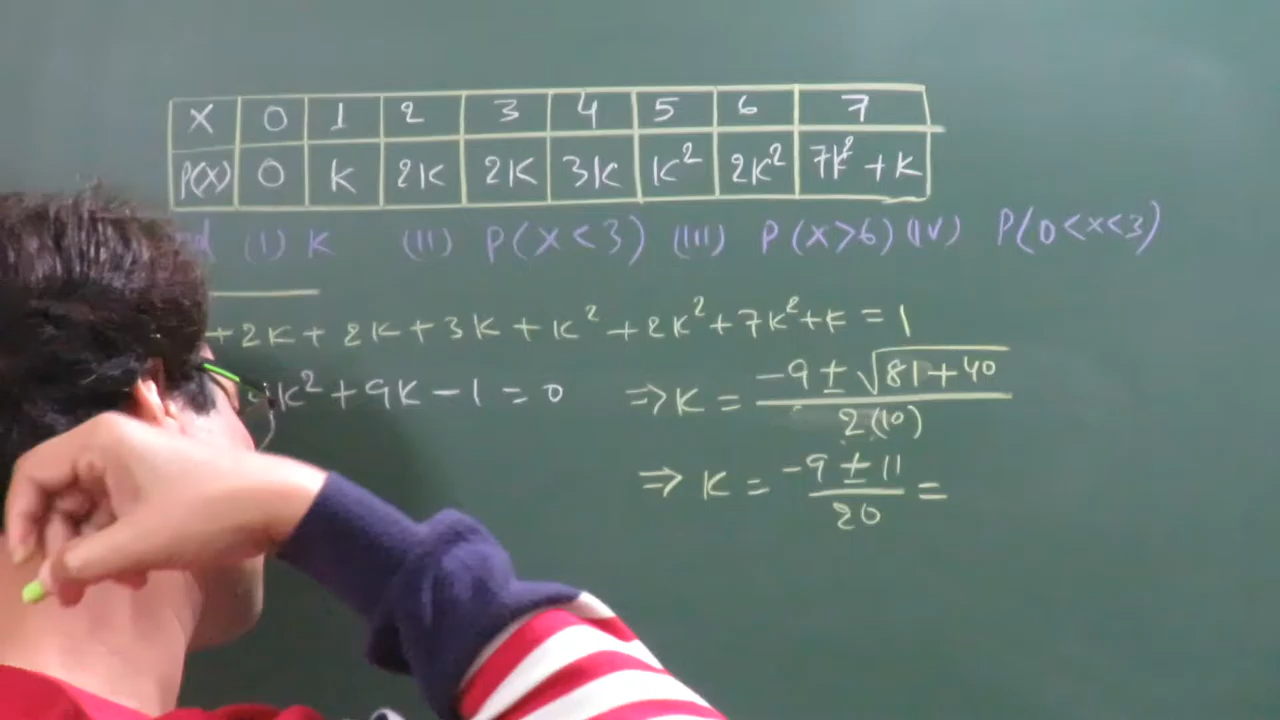 X 0 1 2 3 4 5 6 7
P(X) 0 K 2K 2K 3K K² 2K² 7K² + K
(I) K (II) P(X<3) (III) P(X>6) (IV) P(0<x<3)
+2K + 2K + 3K + K² + 2K² + 7K² + K = 1
K² + 9K - 1 = 0 ⇒ K = (-9 ± √(81+40)) / 2(10)
⇒ K = (-9 ± 11) / 20 =